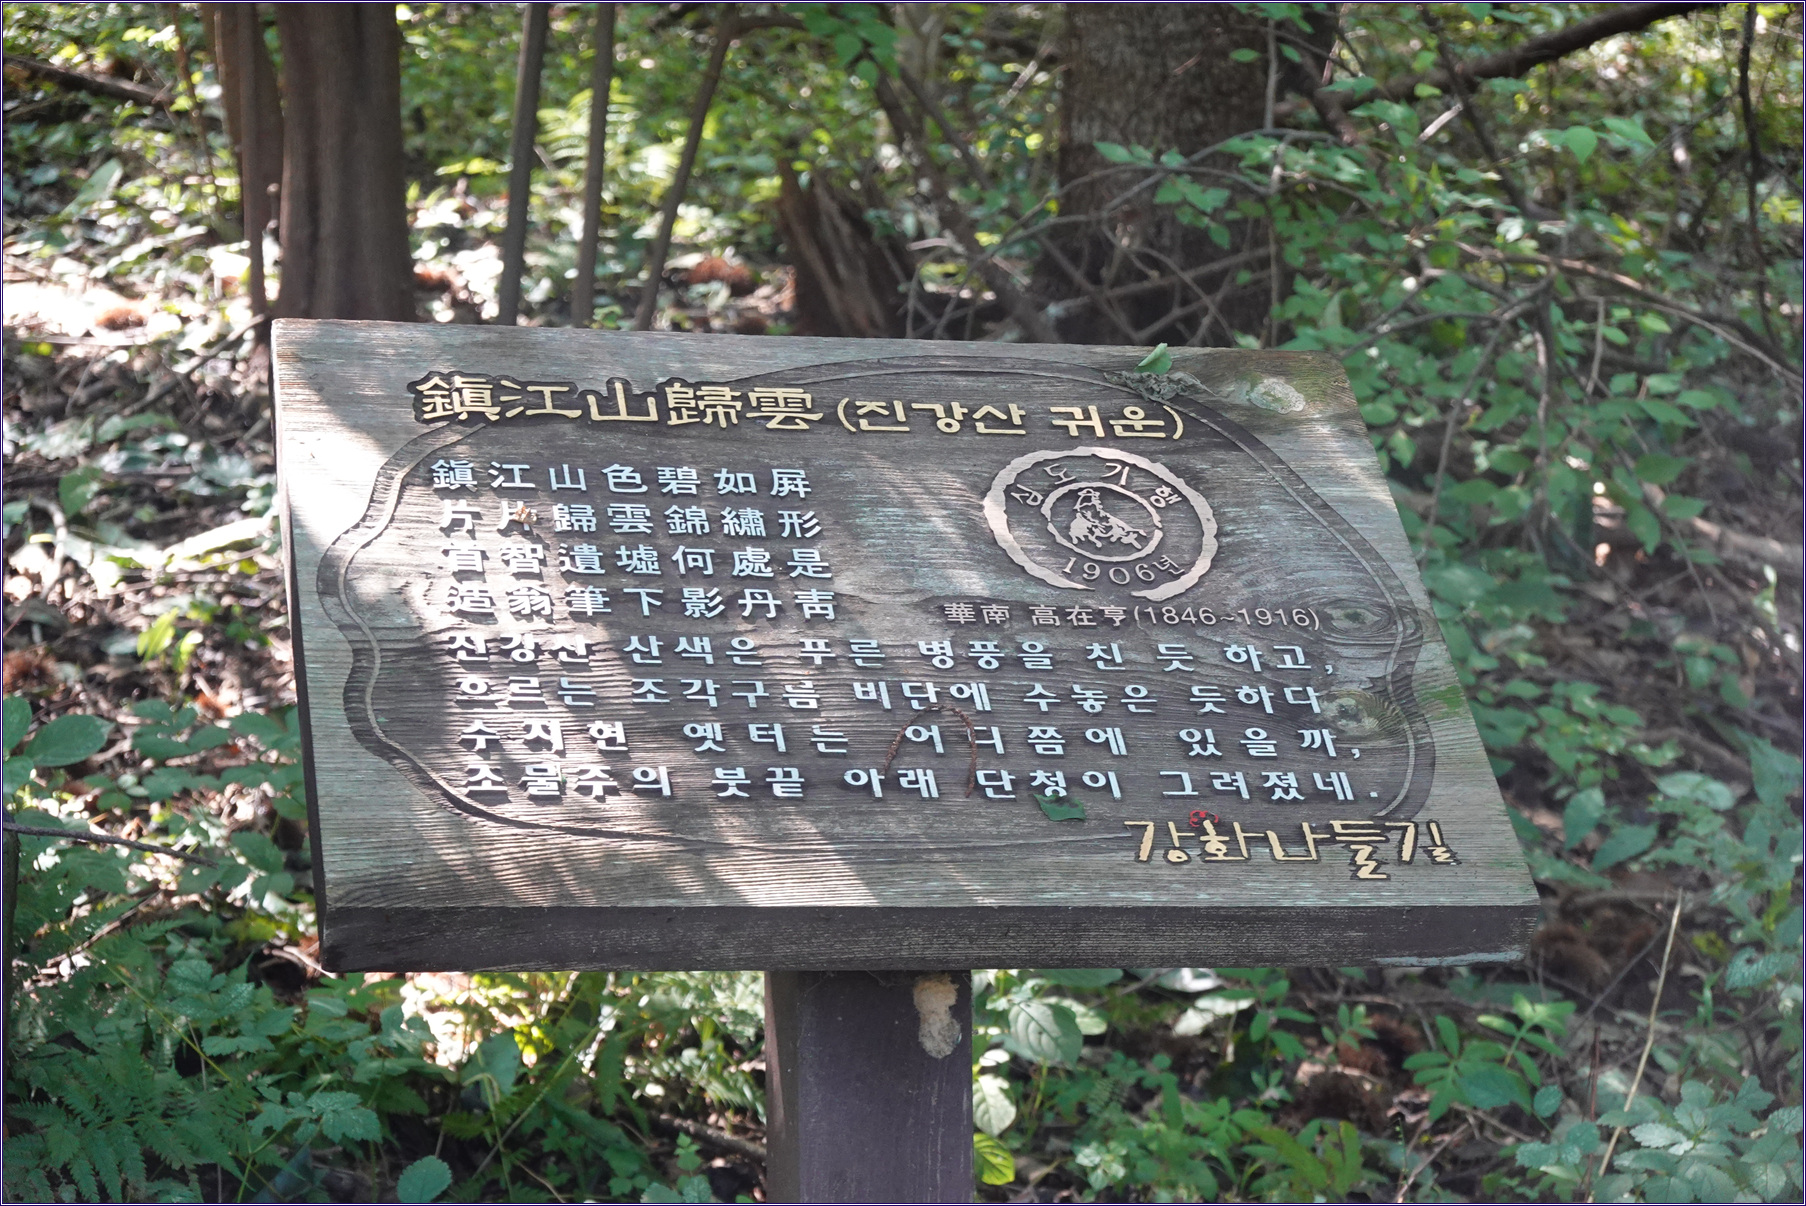 鎭江山歸雲 (진강산 귀운)
鎭江山色碧如屛
片片歸雲錦繡形
首智遺墟何處是
造翁筆下影丹靑
심도기행
1906년
華南 高在亨(1846~1916)
진강산 산색은 푸른 병풍을 친 듯 하고,
흐르는 조각구름 비단에 수놓은 듯하다
수지현 옛터는 어디쯤에 있을까,
조물주의 붓끝 아래 단청이 그려졌네.
강화나들길